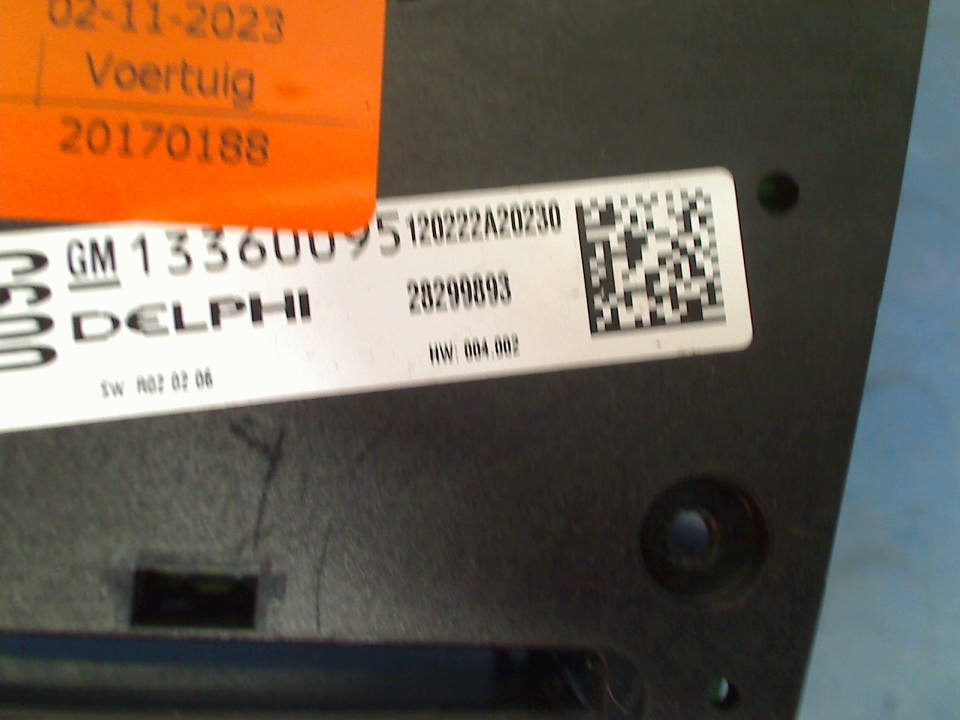 02-11-2023
Voertuig
20170188
GM 13360095 120222A20230
DELPHI 28299893
SW R02 02 06 HW: 004.002